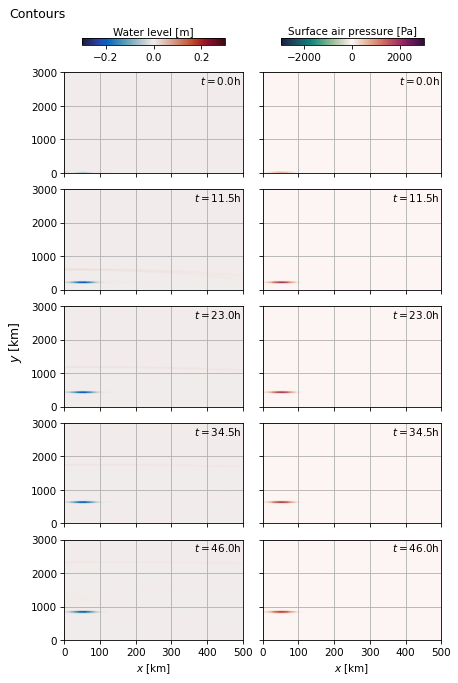 Contours
Water level [m]
Surface air pressure [Pa]
−0.2 0.0 0.2
−2000 0 2000
3000
2000
1000
0
t = 0.0h
t = 0.0h
3000
2000
1000
0
t = 11.5h
t = 11.5h
3000
2000
1000
0
t = 23.0h
t = 23.0h
y [km]
3000
2000
1000
0
t = 34.5h
t = 34.5h
3000
2000
1000
0
t = 46.0h
t = 46.0h
0 100 200 300 400 500
0 100 200 300 400 500
x [km]
x [km]